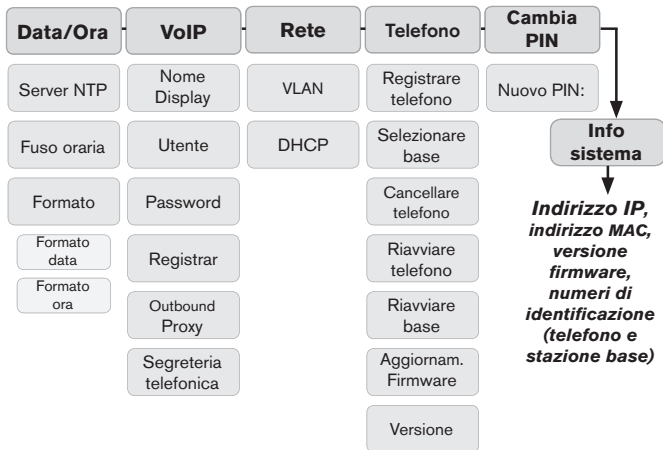 Data/Ora
Server NTP
Fuso oraria
Formato
Formato
data
Formato
ora
VoIP
Nome
Display
Utente
Password
Registrar
Outbound
Proxy
Segreteria
telefonica
Rete
VLAN
DHCP
Telefono
Registrare
telefono
Selezionare
base
Cancellare
telefono
Riavviare
telefono
Riavviare
base
Aggiornam.
Firmware
Versione
Cambia
PIN
Nuovo PIN:
Info
sistema
Indirizzo IP,
indirizzo MAC,
versione
firmware,
numeri di
identificazione
(telefono e
stazione base)